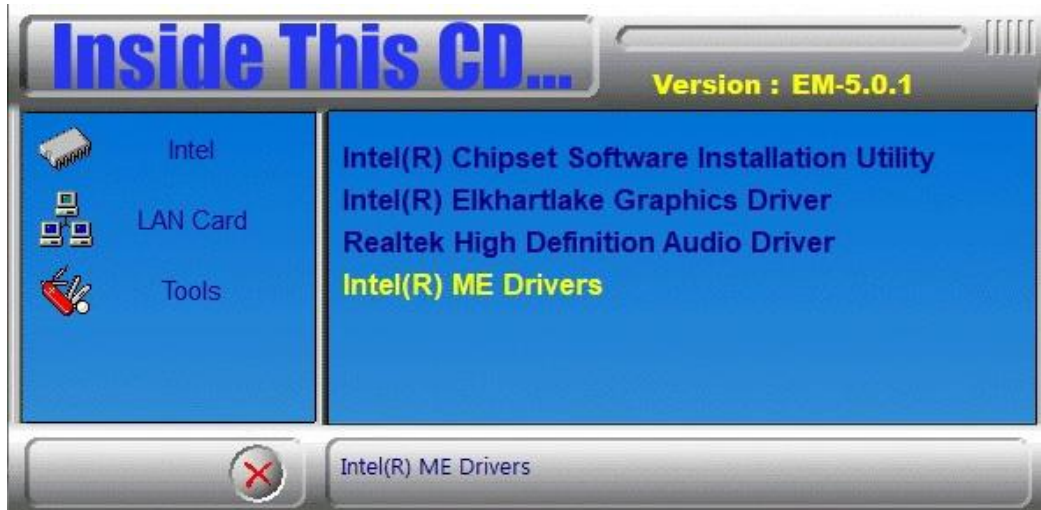 Inside This CD...
Version : EM-5.0.1
Intel
LAN Card
Tools
Intel(R) Chipset Software Installation Utility
Intel(R) Elkhartlake Graphics Driver
Realtek High Definition Audio Driver
Intel(R) ME Drivers
Intel(R) ME Drivers